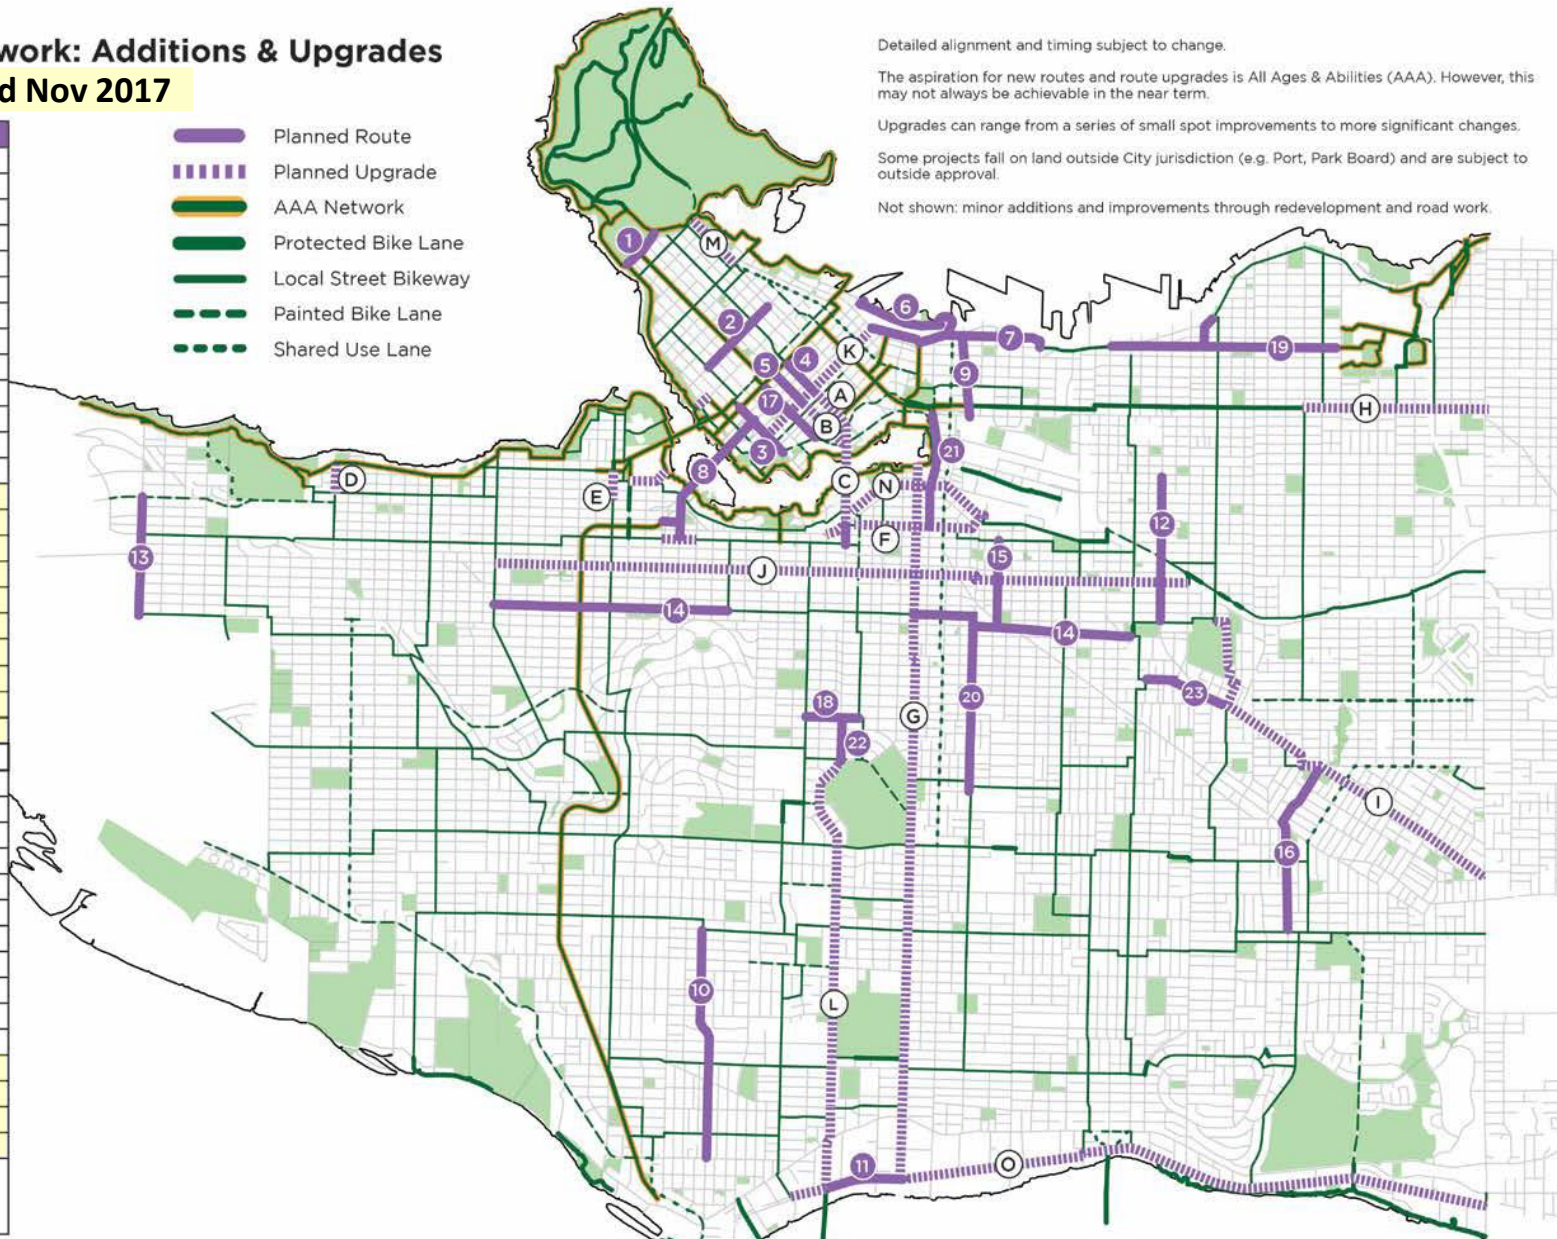 work: Additions & Upgrades
d Nov 2017
Planned Route
Planned Upgrade
AAA Network
Protected Bike Lane
Local Street Bikeway
Painted Bike Lane
Shared Use Lane
Detailed alignment and timing subject to change.
The aspiration for new routes and route upgrades is All Ages & Abilities (AAA). However, this
may not always be achievable in the near term.
Upgrades can range from a series of small spot improvements to more significant changes.
Some projects fall on land outside City jurisdiction (e.g. Port, Park Board) and are subject to
outside approval.
Not shown: minor additions and improvements through redevelopment and road work.
1
M
2
6
7
K
5
4
19
9
A
17
H
B
3
21
8
D
C
N
E
12
F
13
15
J
14
14
23
20
18
G
22
I
16
10
L
11
O